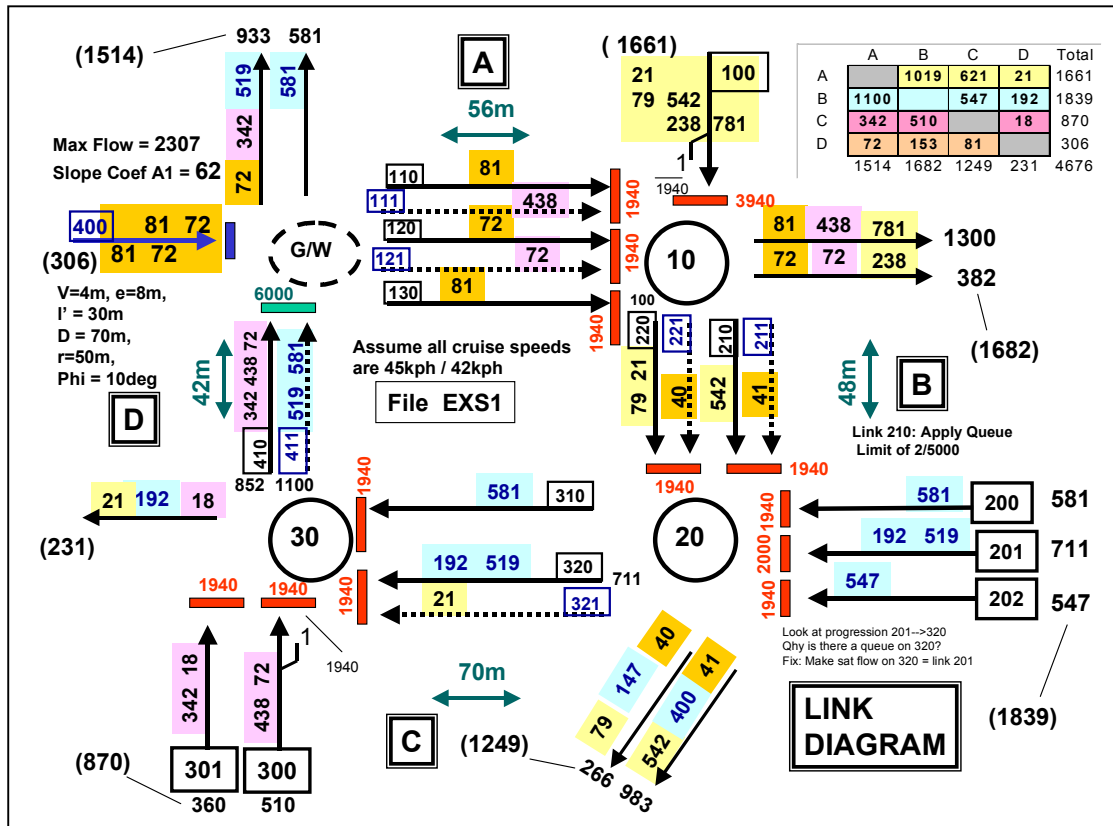 (1514)
933 581
519
581
342
72
Max Flow = 2307
Slope Coef A1 = 62
400
81 72
81 72
(306)
V=4m, e=8m,
l' = 30m
D = 70m,
r=50m,
Phi = 10deg
G/W
6000
A
56m
110
81
111
438
120
72
121
72
130
81
1940
1940
1940
( 1661)
21
79 542
238 781
100
1
1940
3940
10
A B C D Total
A 1019 621 21 1661
B 1100 547 192 1839
C 342 510 18 870
D 72 153 81 306
1514 1682 1249 231 4676
81 438 781
1300
72 72 238
382
(1682)
100
220
221
210
211
79 21
40
542
41
48m
B
Link 210: Apply Queue
Limit of 2/5000
1940
1940
42m
D
342 438 72
519 581
410
411
852 1100
Assume all cruise speeds
are 45kph / 42kph
File EXS1
21 192 18
(231)
30
1940
581
310
192 519
320
711
21
321
1940
20
1940
2000
1940
581
200
581
192 519
201
711
547
202
547
Look at progression 201-->320
Qhy is there a queue on 320?
Fix: Make sat flow on 320 = link 201
(1839)
LINK
DIAGRAM
1940
1940
1
1940
342 18
438 72
301
300
360
510
(870)
70m
C
(1249)
40
147
79
41
400
542
266 983